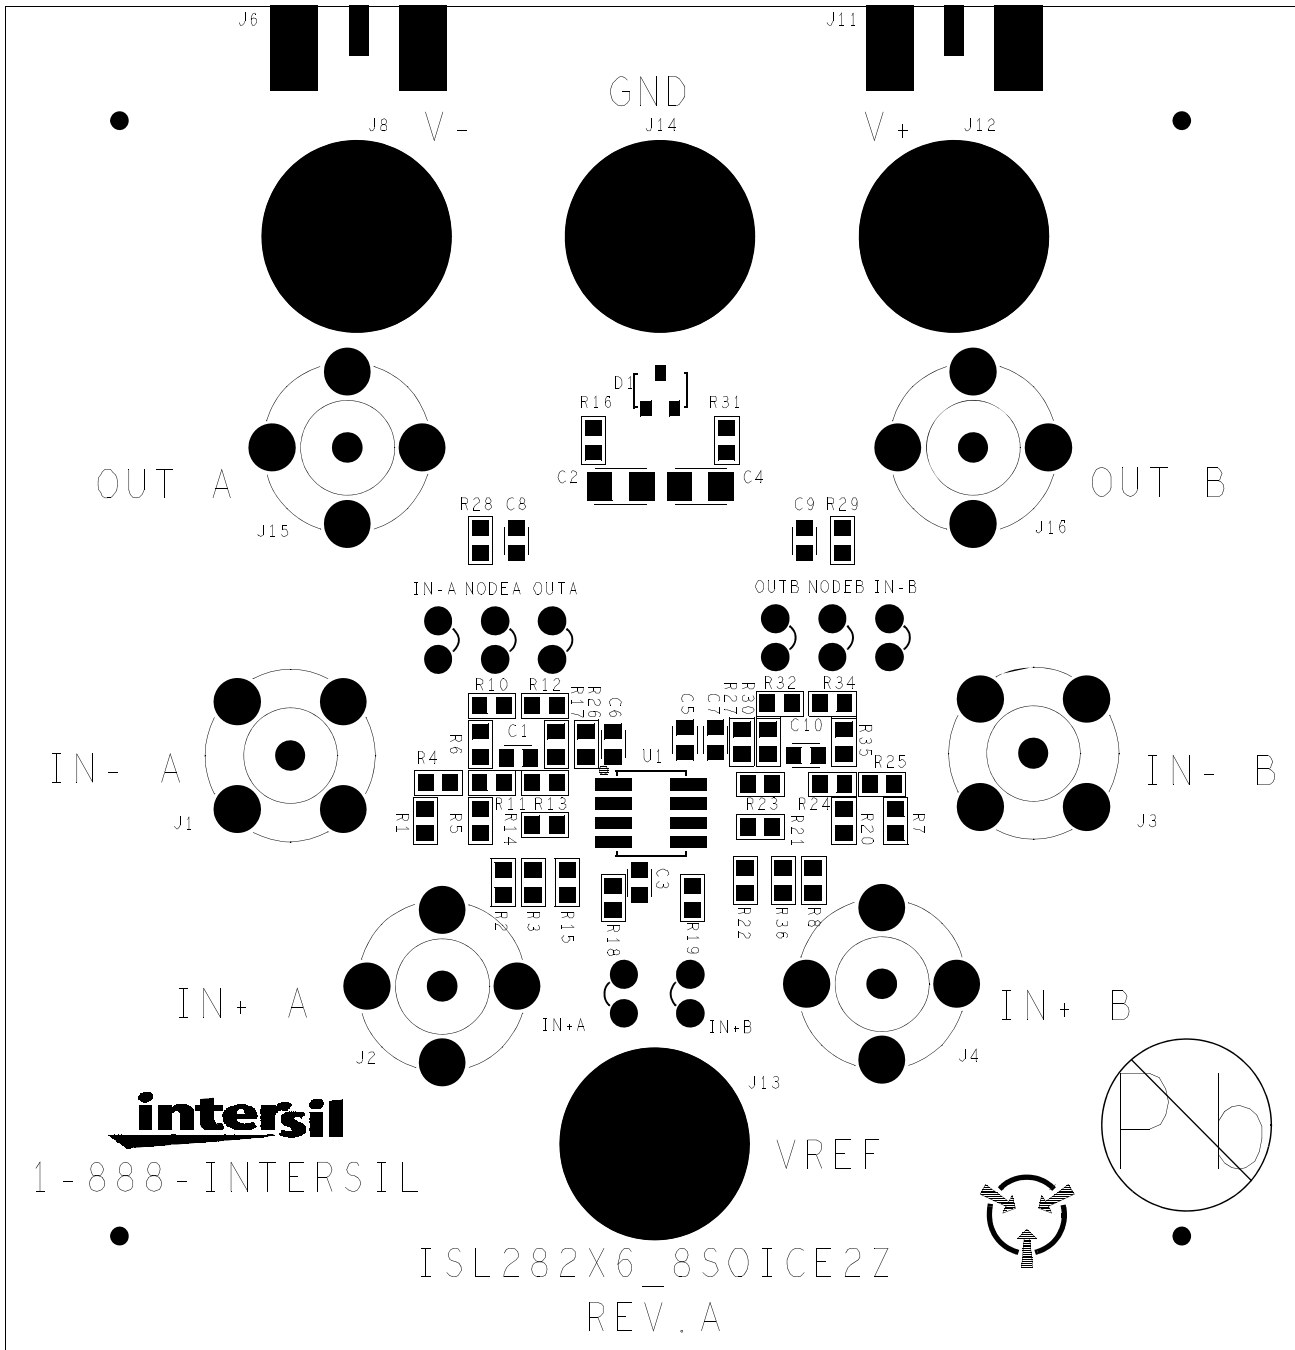 J6
J11
GND
J8
V-
J14
V+
J12
D1
R16
R31
C2
C4
OUT A
OUT B
J15
J16
R28
C8
C9
R29
IN-A NODEA OUTA
OUTB NODEB IN-B
R10
R12
R17
R26
C6
C5
C7
R27
R30
R32
R34
R6
C1
C10
R35
U1
R4
R25
IN- A
IN- B
R11
R13
R23
R24
J1
R1
R5
R14
R21
R20
R7
J3
C3
R2
R3
R15
R18
R19
R22
R36
R8
IN+ A
IN+ B
IN+A
IN+B
J2
J4
J13
intersil
1-888-INTERSIL
VREF
Pb
ISL282X6_8SOICE2Z
REV.A